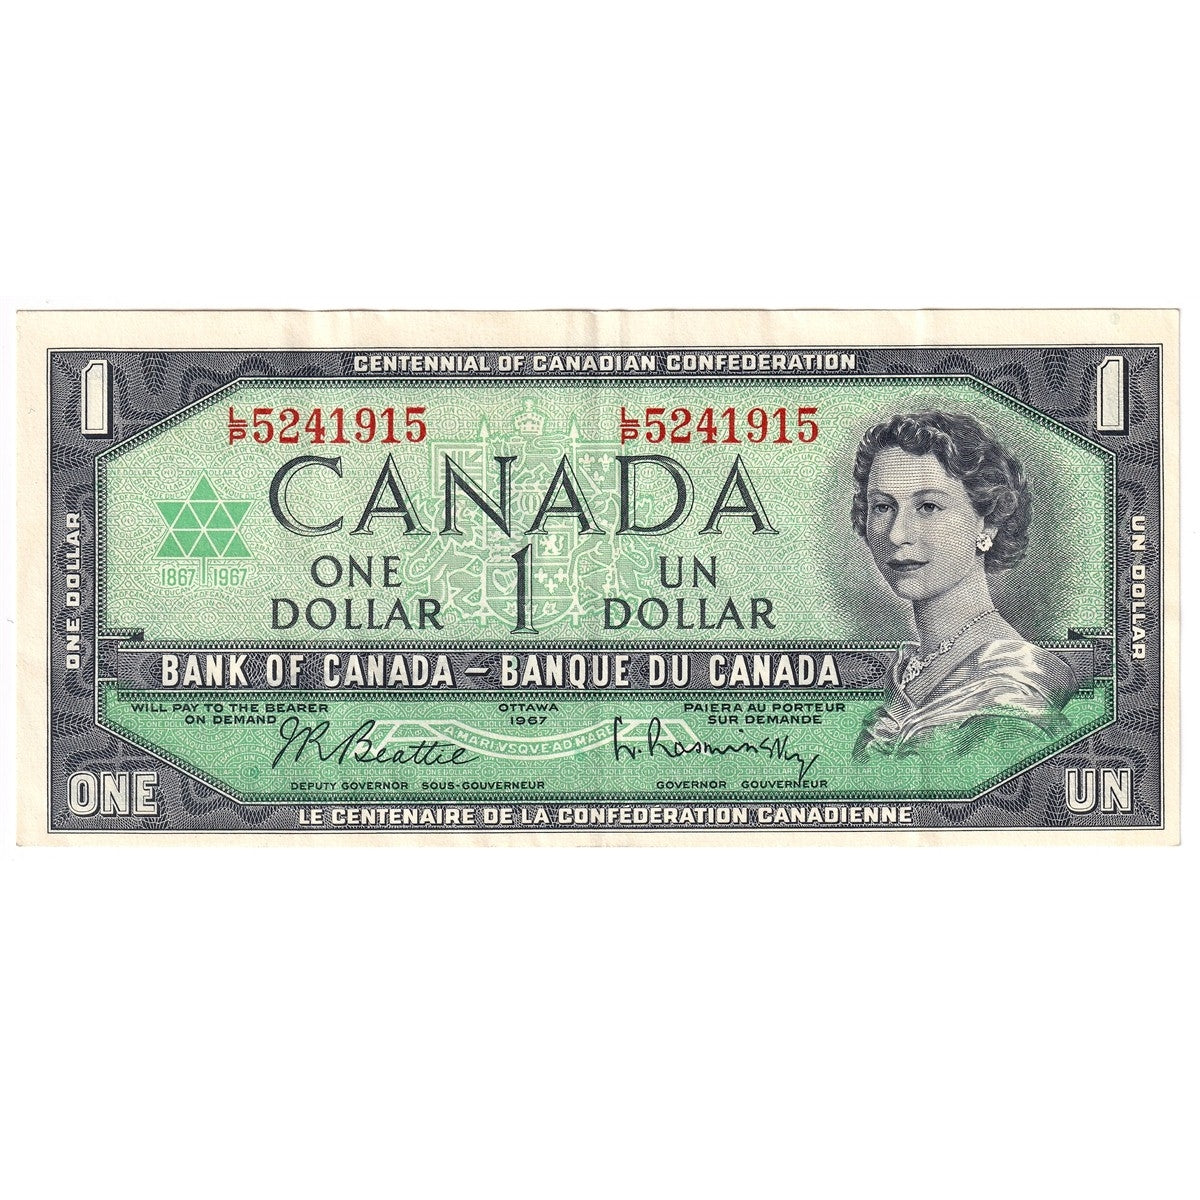 CENTENNIAL OF CANADIAN CONFEDERATION
1 1
L/P 5241915 L/P 5241915
CANADA
1867 1967
ONE DOLLAR
1
UN DOLLAR
ONE DOLLAR
UN DOLLAR
BANK OF CANADA – BANQUE DU CANADA
WILL PAY TO THE BEARER
ON DEMAND
OTTAWA
1967
PAIERA AU PORTEUR
SUR DEMANDE
A MARI VSQVE AD MARE
J R Beattie
L. Rasminsky
DEPUTY GOVERNOR SOUS-GOUVERNEUR
GOVERNOR GOUVERNEUR
ONE
UN
LE CENTENAIRE DE LA CONFÉDÉRATION CANADIENNE